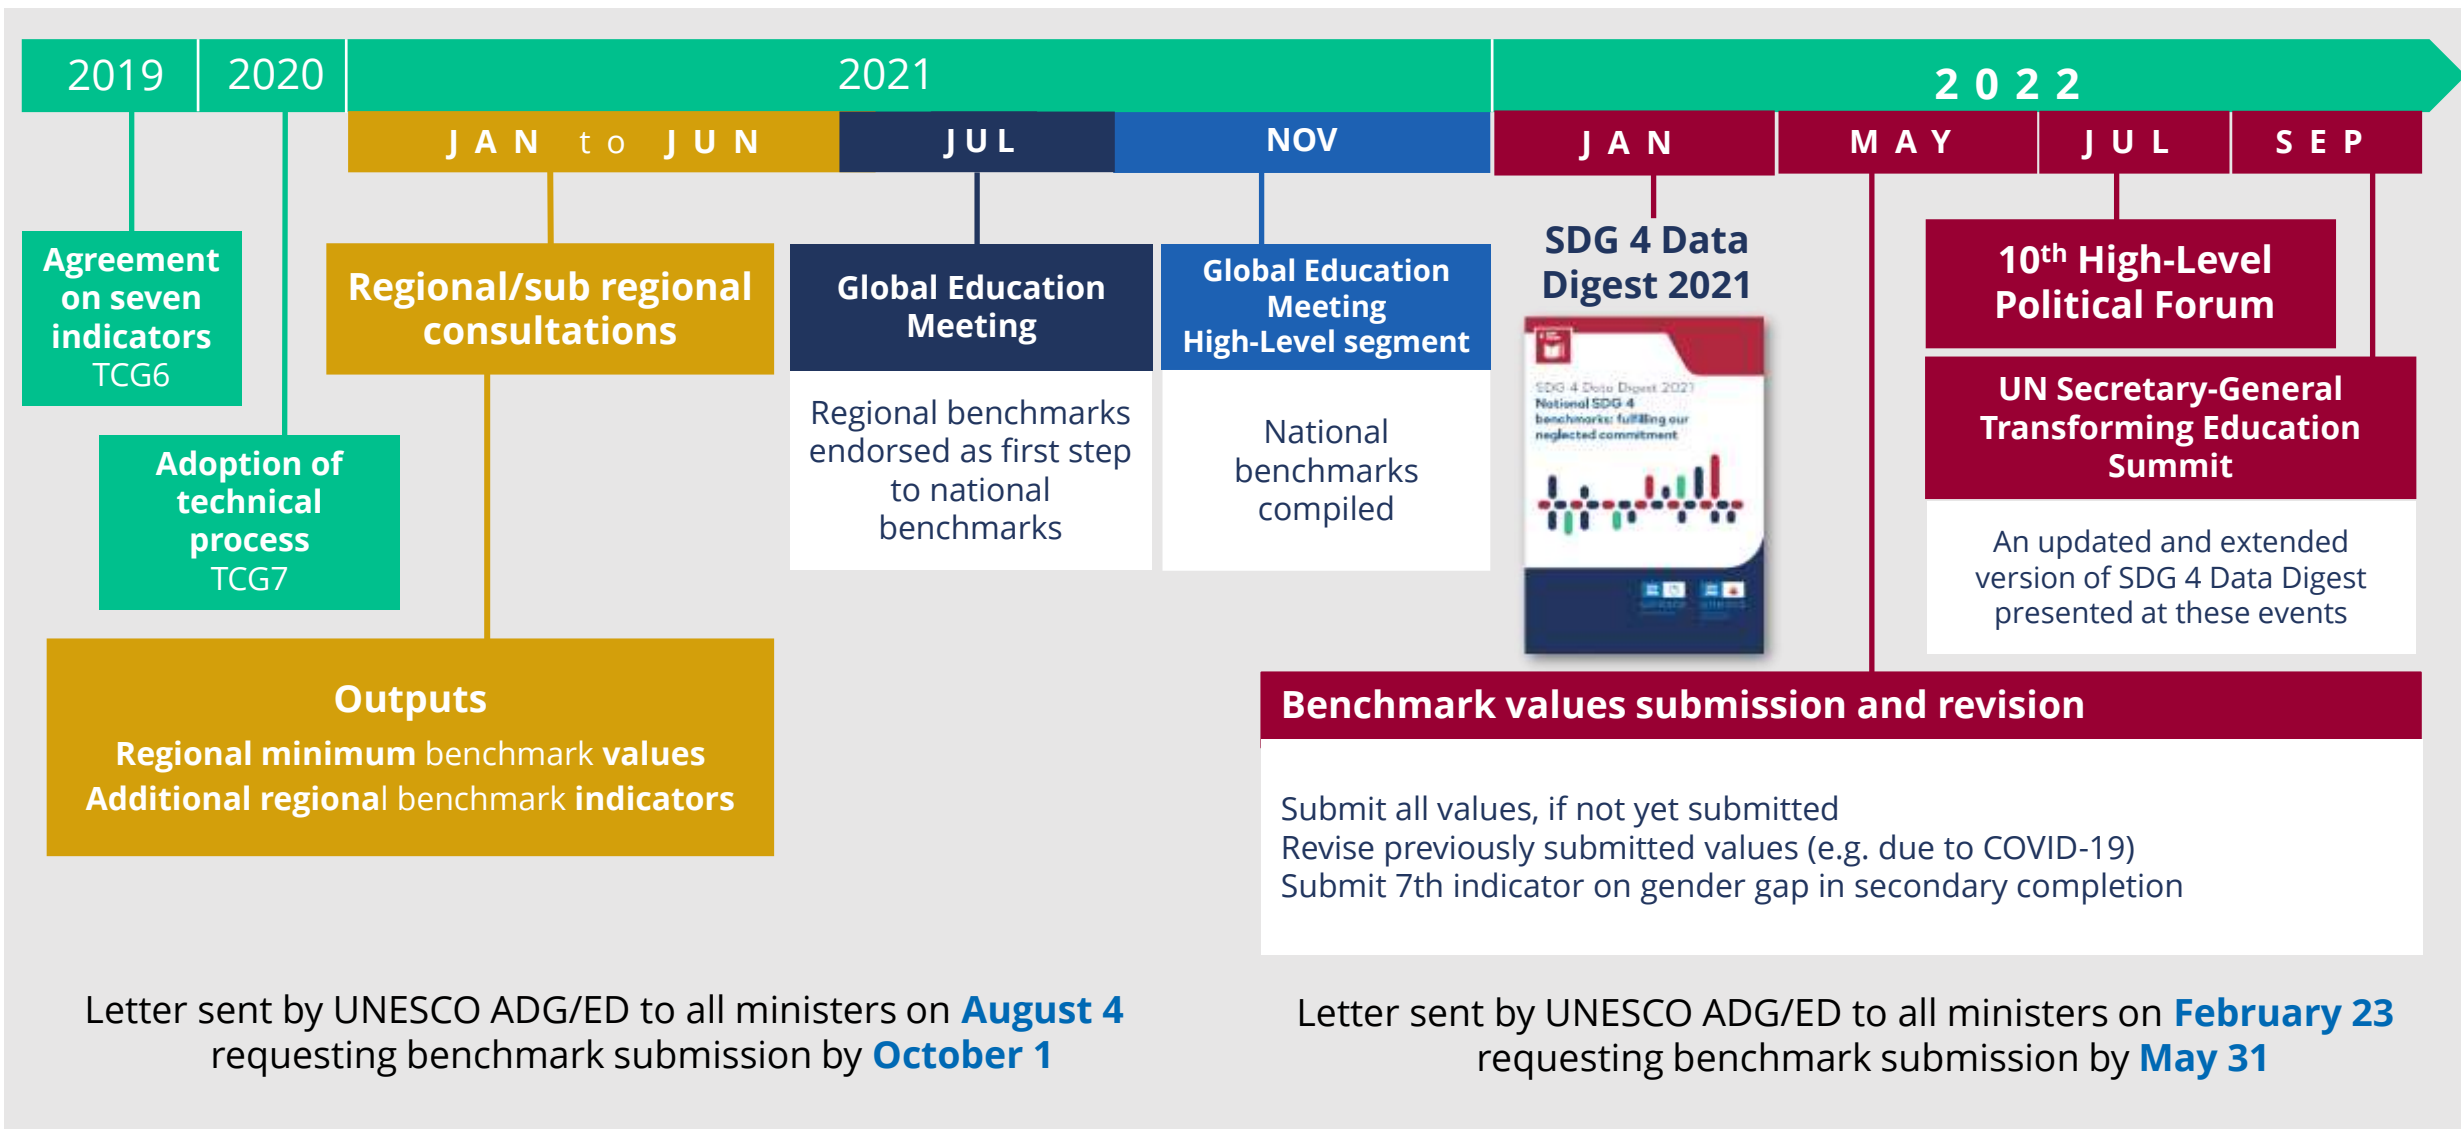 2019
2020
2021
2022
JAN to JUN
JUL
NOV
JAN
MAY
JUL
SEP
Agreement
on seven
indicators
TCG6
Adoption of
technical
process
TCG7
Regional/sub regional
consultations
Outputs
Regional minimum benchmark values
Additional regional benchmark indicators
Global Education
Meeting
Regional benchmarks
endorsed as first step
to national
benchmarks
Global Education
Meeting
High-Level segment
National
benchmarks
compiled
SDG 4 Data
Digest 2021
SDG 4 Data Digest 2021
National SDG 4
benchmarks: fulfilling our
neglected commitment
10th High-Level
Political Forum
UN Secretary-General
Transforming Education
Summit
An updated and extended
version of SDG 4 Data Digest
presented at these events
Benchmark values submission and revision
Submit all values, if not yet submitted
Revise previously submitted values (e.g. due to COVID-19)
Submit 7th indicator on gender gap in secondary completion
Letter sent by UNESCO ADG/ED to all ministers on August 4
requesting benchmark submission by October 1
Letter sent by UNESCO ADG/ED to all ministers on February 23
requesting benchmark submission by May 31